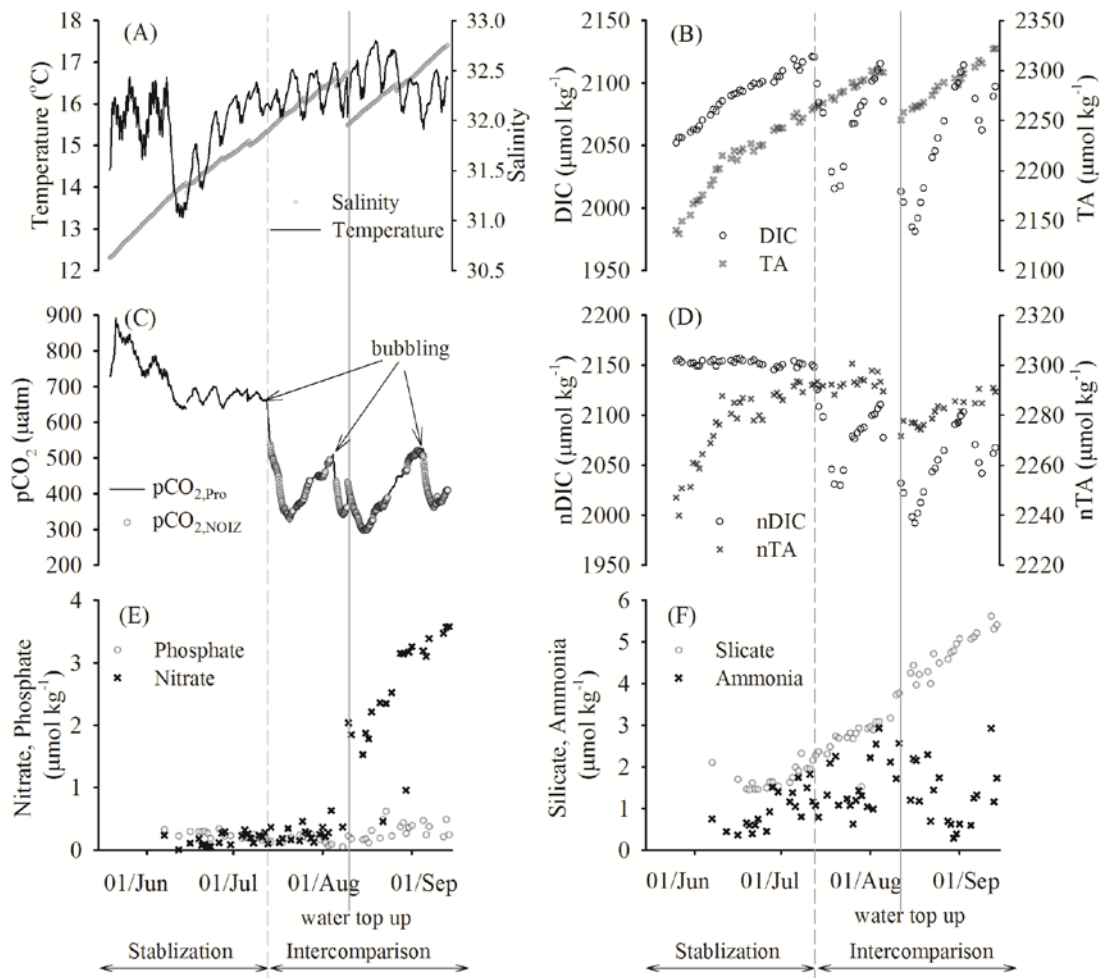 (A)
18
17
16
15
14
13
12
Temperature (°C)
33.0
32.5
32.0
31.5
31.0
30.5
Salinity
Salinity
Temperature
(B)
2150
2100
2050
2000
1950
DIC (μmol kg-1)
2350
2300
2250
2200
2150
2100
TA (μmol kg-1)
DIC
TA
(C)
900
800
700
600
500
400
300
200
pCO2 (μatm)
bubbling
pCO2,Pro
pCO2,NOIZ
(D)
2200
2150
2100
2050
2000
1950
nDIC (μmol kg-1)
2320
2300
2280
2260
2240
2220
nTA (μmol kg-1)
nDIC
nTA
(E)
4
3
2
1
0
Nitrate, Phosphate
(μmol kg-1)
Phosphate
Nitrate
01/Jun 01/Jul 01/Aug 01/Sep
water top up
Stablization Intercomparison
(F)
6
5
4
3
2
1
0
Silicate, Ammonia
(μmol kg-1)
Slicate
Ammonia
01/Jun 01/Jul 01/Aug 01/Sep
water top up
Stablization Intercomparison